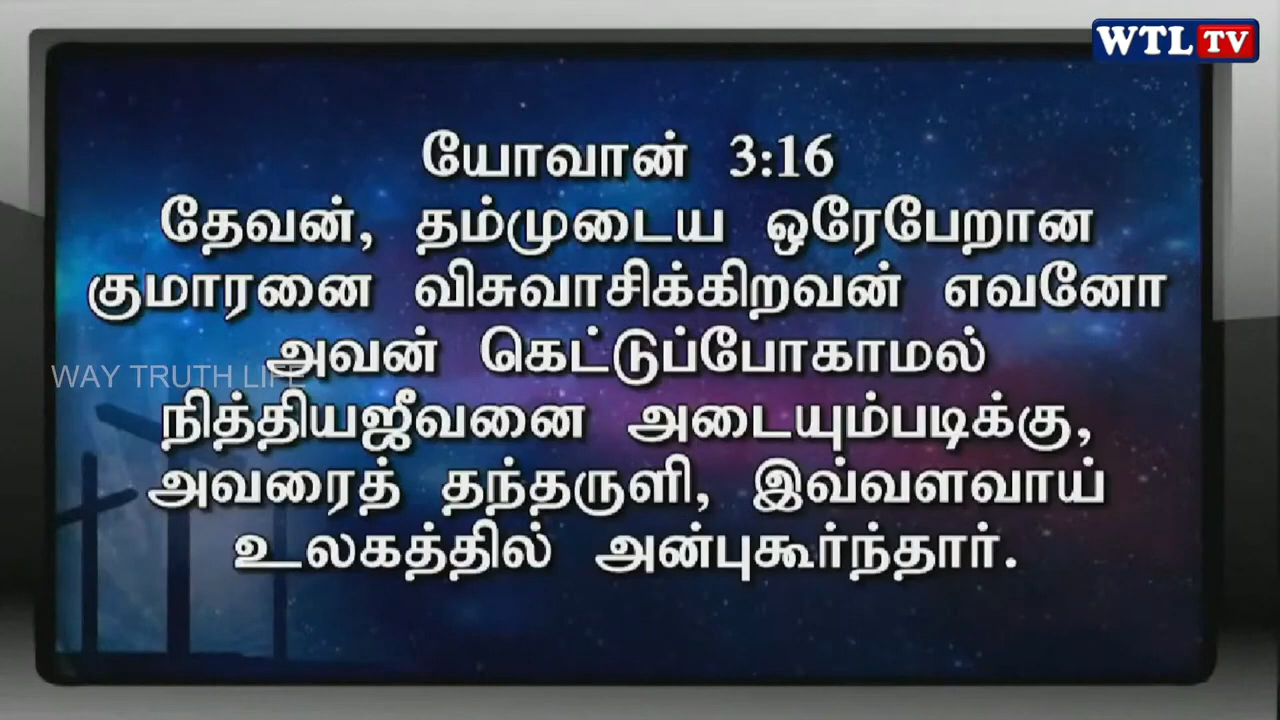 WTL TV
யோவான் 3:16
தேவன், தம்முடைய ஒரேபேறான
குமாரனை விசுவாசிக்கிறவன் எவனோ
அவன் கெட்டுப்போகாமல்
WAY TRUTH LIFE
நித்தியஜீவனை அடையும்படிக்கு,
அவரைத் தந்தருளி, இவ்வளவாய்
உலகத்தில் அன்புகூர்ந்தார்.